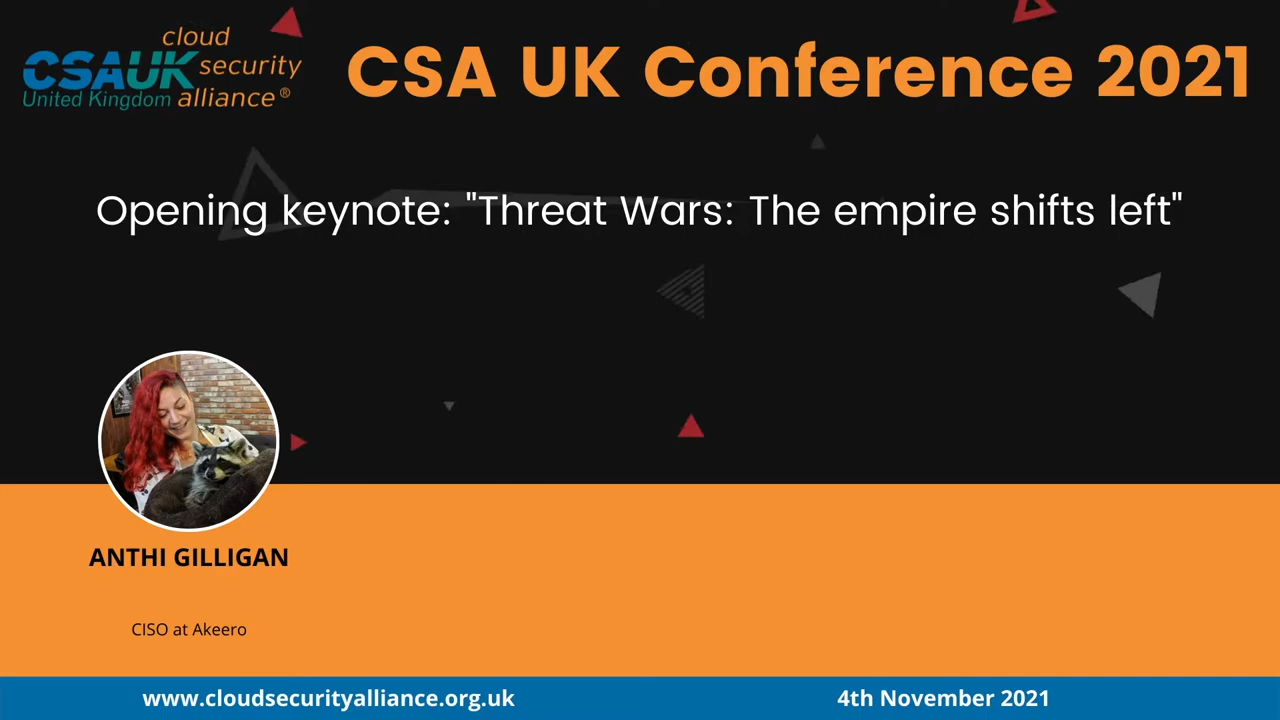 cloud
CSAUK security
United Kingdom alliance®
CSA UK Conference 2021
Opening keynote: "Threat Wars: The empire shifts left"
ANTHI GILLIGAN
CISO at Akeero
www.cloudsecurityalliance.org.uk
4th November 2021